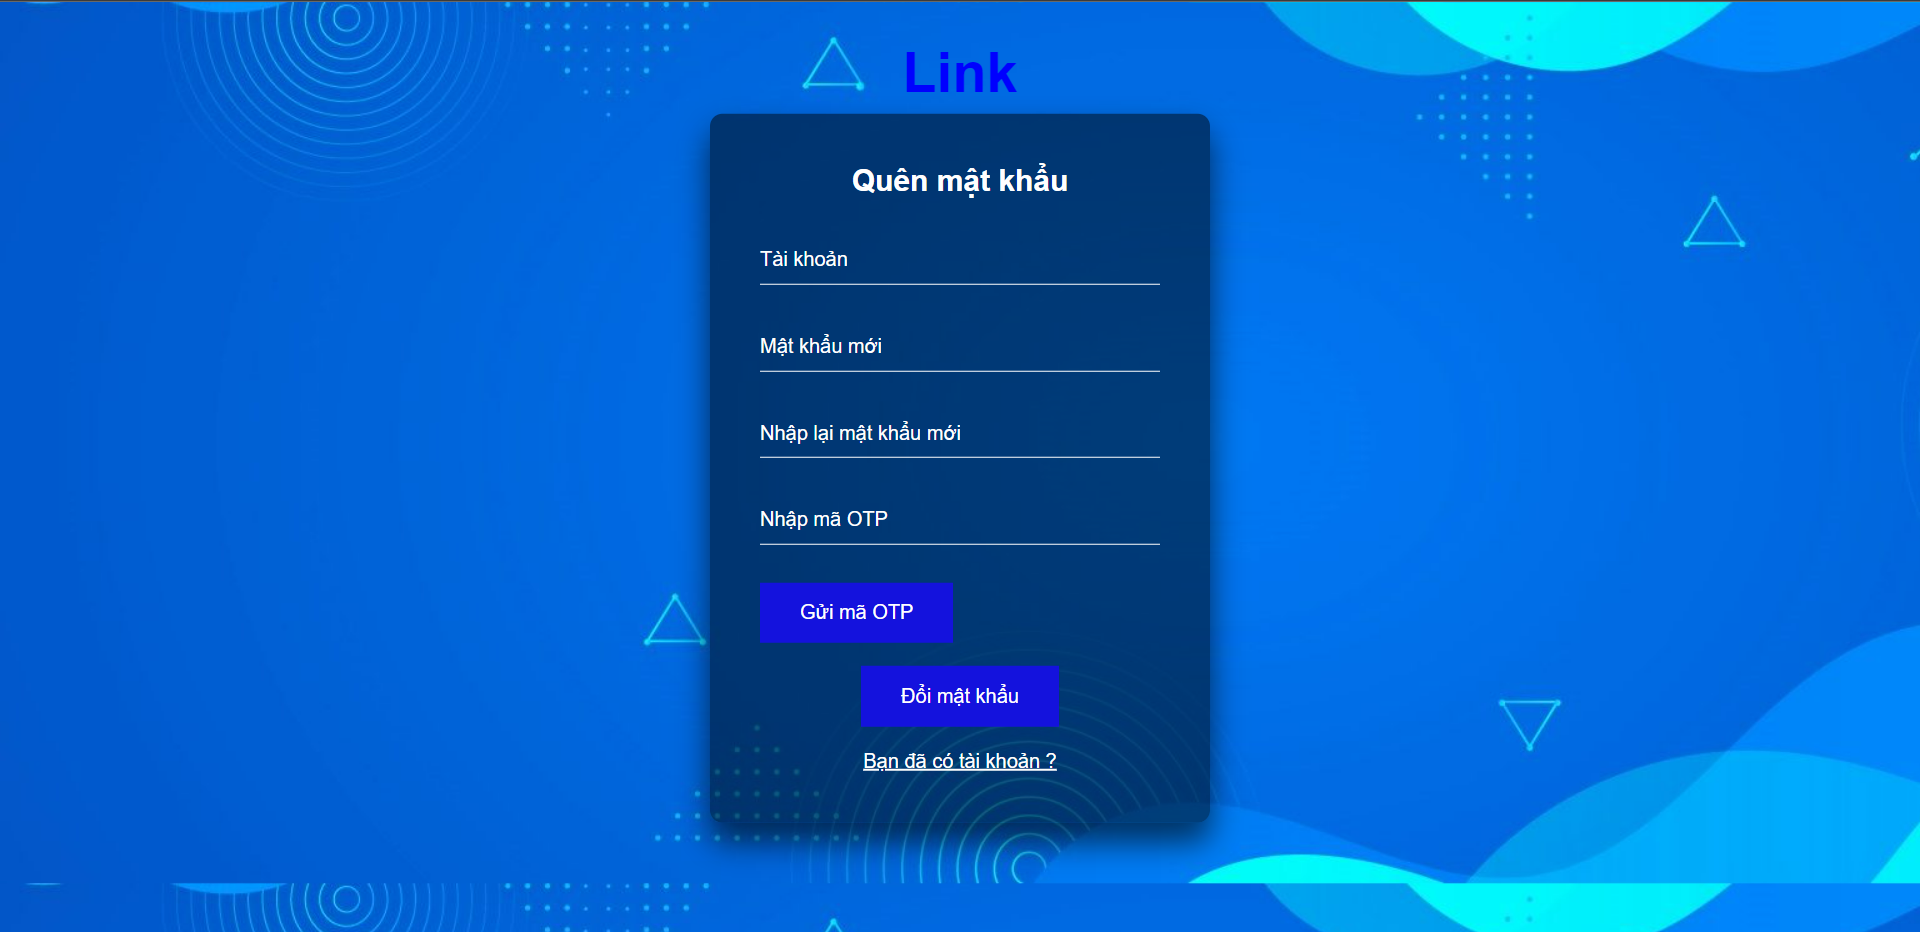 Link
Quên mật khẩu
Tài khoản
Mật khẩu mới
Nhập lại mật khẩu mới
Nhập mã OTP
Gửi mã OTP
Đổi mật khẩu
Bạn đã có tài khoản ?